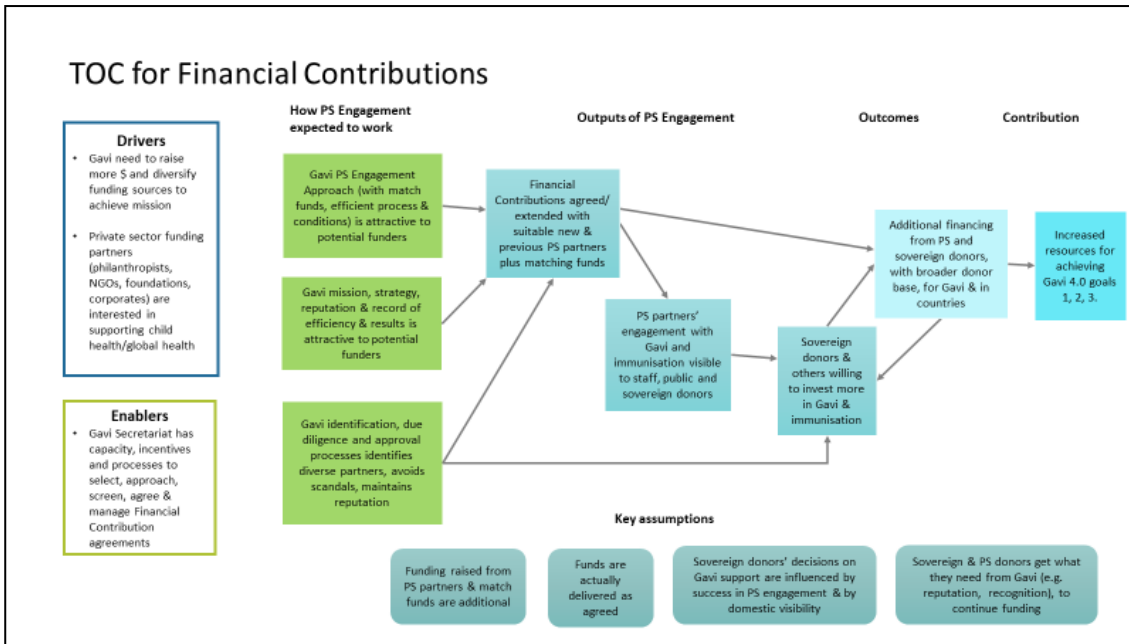 TOC for Financial Contributions
Drivers
• Gavi need to raise
more $ and diversify
funding sources to
achieve mission
• Private sector funding
partners
(philanthropists,
NGOs, foundations,
corporates) are
interested in
supporting child
health/global health
Enablers
• Gavi Secretariat has
capacity, incentives
and processes to
select, approach,
screen, agree &
manage Financial
Contribution
agreements
How PS Engagement
expected to work
Gavi PS Engagement
Approach (with match
funds, efficient process &
conditions) is attractive to
potential funders
Gavi mission, strategy,
reputation & record of
efficiency & results is
attractive to potential
funders
Gavi identification, due
diligence and approval
processes identifies
diverse partners, avoids
scandals, maintains
reputation
Outputs of PS Engagement
Financial
Contributions agreed/
extended with
suitable new &
previous PS partners
plus matching funds
PS partners'
engagement with
Gavi and
immunisation visible
to staff, public and
sovereign donors
Sovereign
donors &
others willing
to invest more
in Gavi &
immunisation
Outcomes
Additional financing
from PS and
sovereign donors,
with broader donor
base, for Gavi & in
countries
Contribution
Increased
resources for
achieving
Gavi 4.0 goals
1, 2, 3.
Key assumptions
Funding raised from
PS partners & match
funds are additional
Funds are
actually
delivered as
agreed
Sovereign donors' decisions on
Gavi support are influenced by
success in PS engagement & by
domestic visibility
Sovereign & PS donors get what
they need from Gavi (e.g.
reputation, recognition), to
continue funding